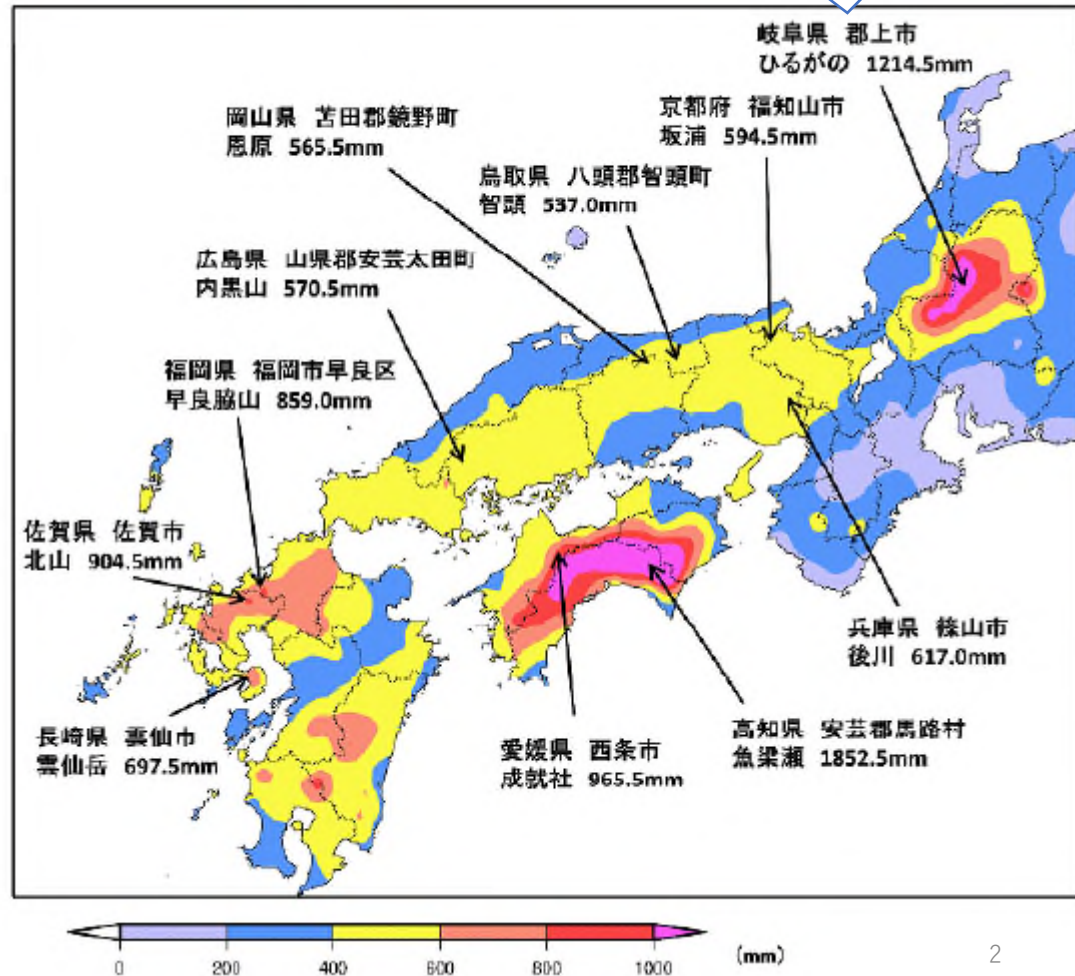 岐阜県 郡上市
ひるがの 1214.5mm
京都府 福知山市
坂浦 594.5mm
岡山県 苫田郡鏡野町
恩原 565.5mm
鳥取県 八頭郡智頭町
智頭 537.0mm
広島県 山県郡安芸太田町
内黒山 570.5mm
福岡県 福岡市早良区
早良脇山 859.0mm
佐賀県 佐賀市
北山 904.5mm
兵庫県 篠山市
後川 617.0mm
長崎県 雲仙市
雲仙岳 697.5mm
愛媛県 西条市
成就社 965.5mm
高知県 安芸郡馬路村
魚梁瀬 1852.5mm
0 200 400 600 800 1000 (mm)
2